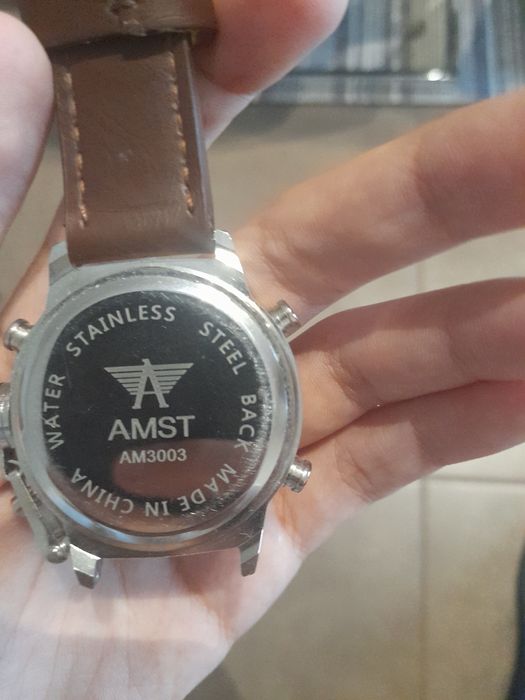 WATER STAINLESS STEEL BACK MADE IN CHINA
AMST
AM3003